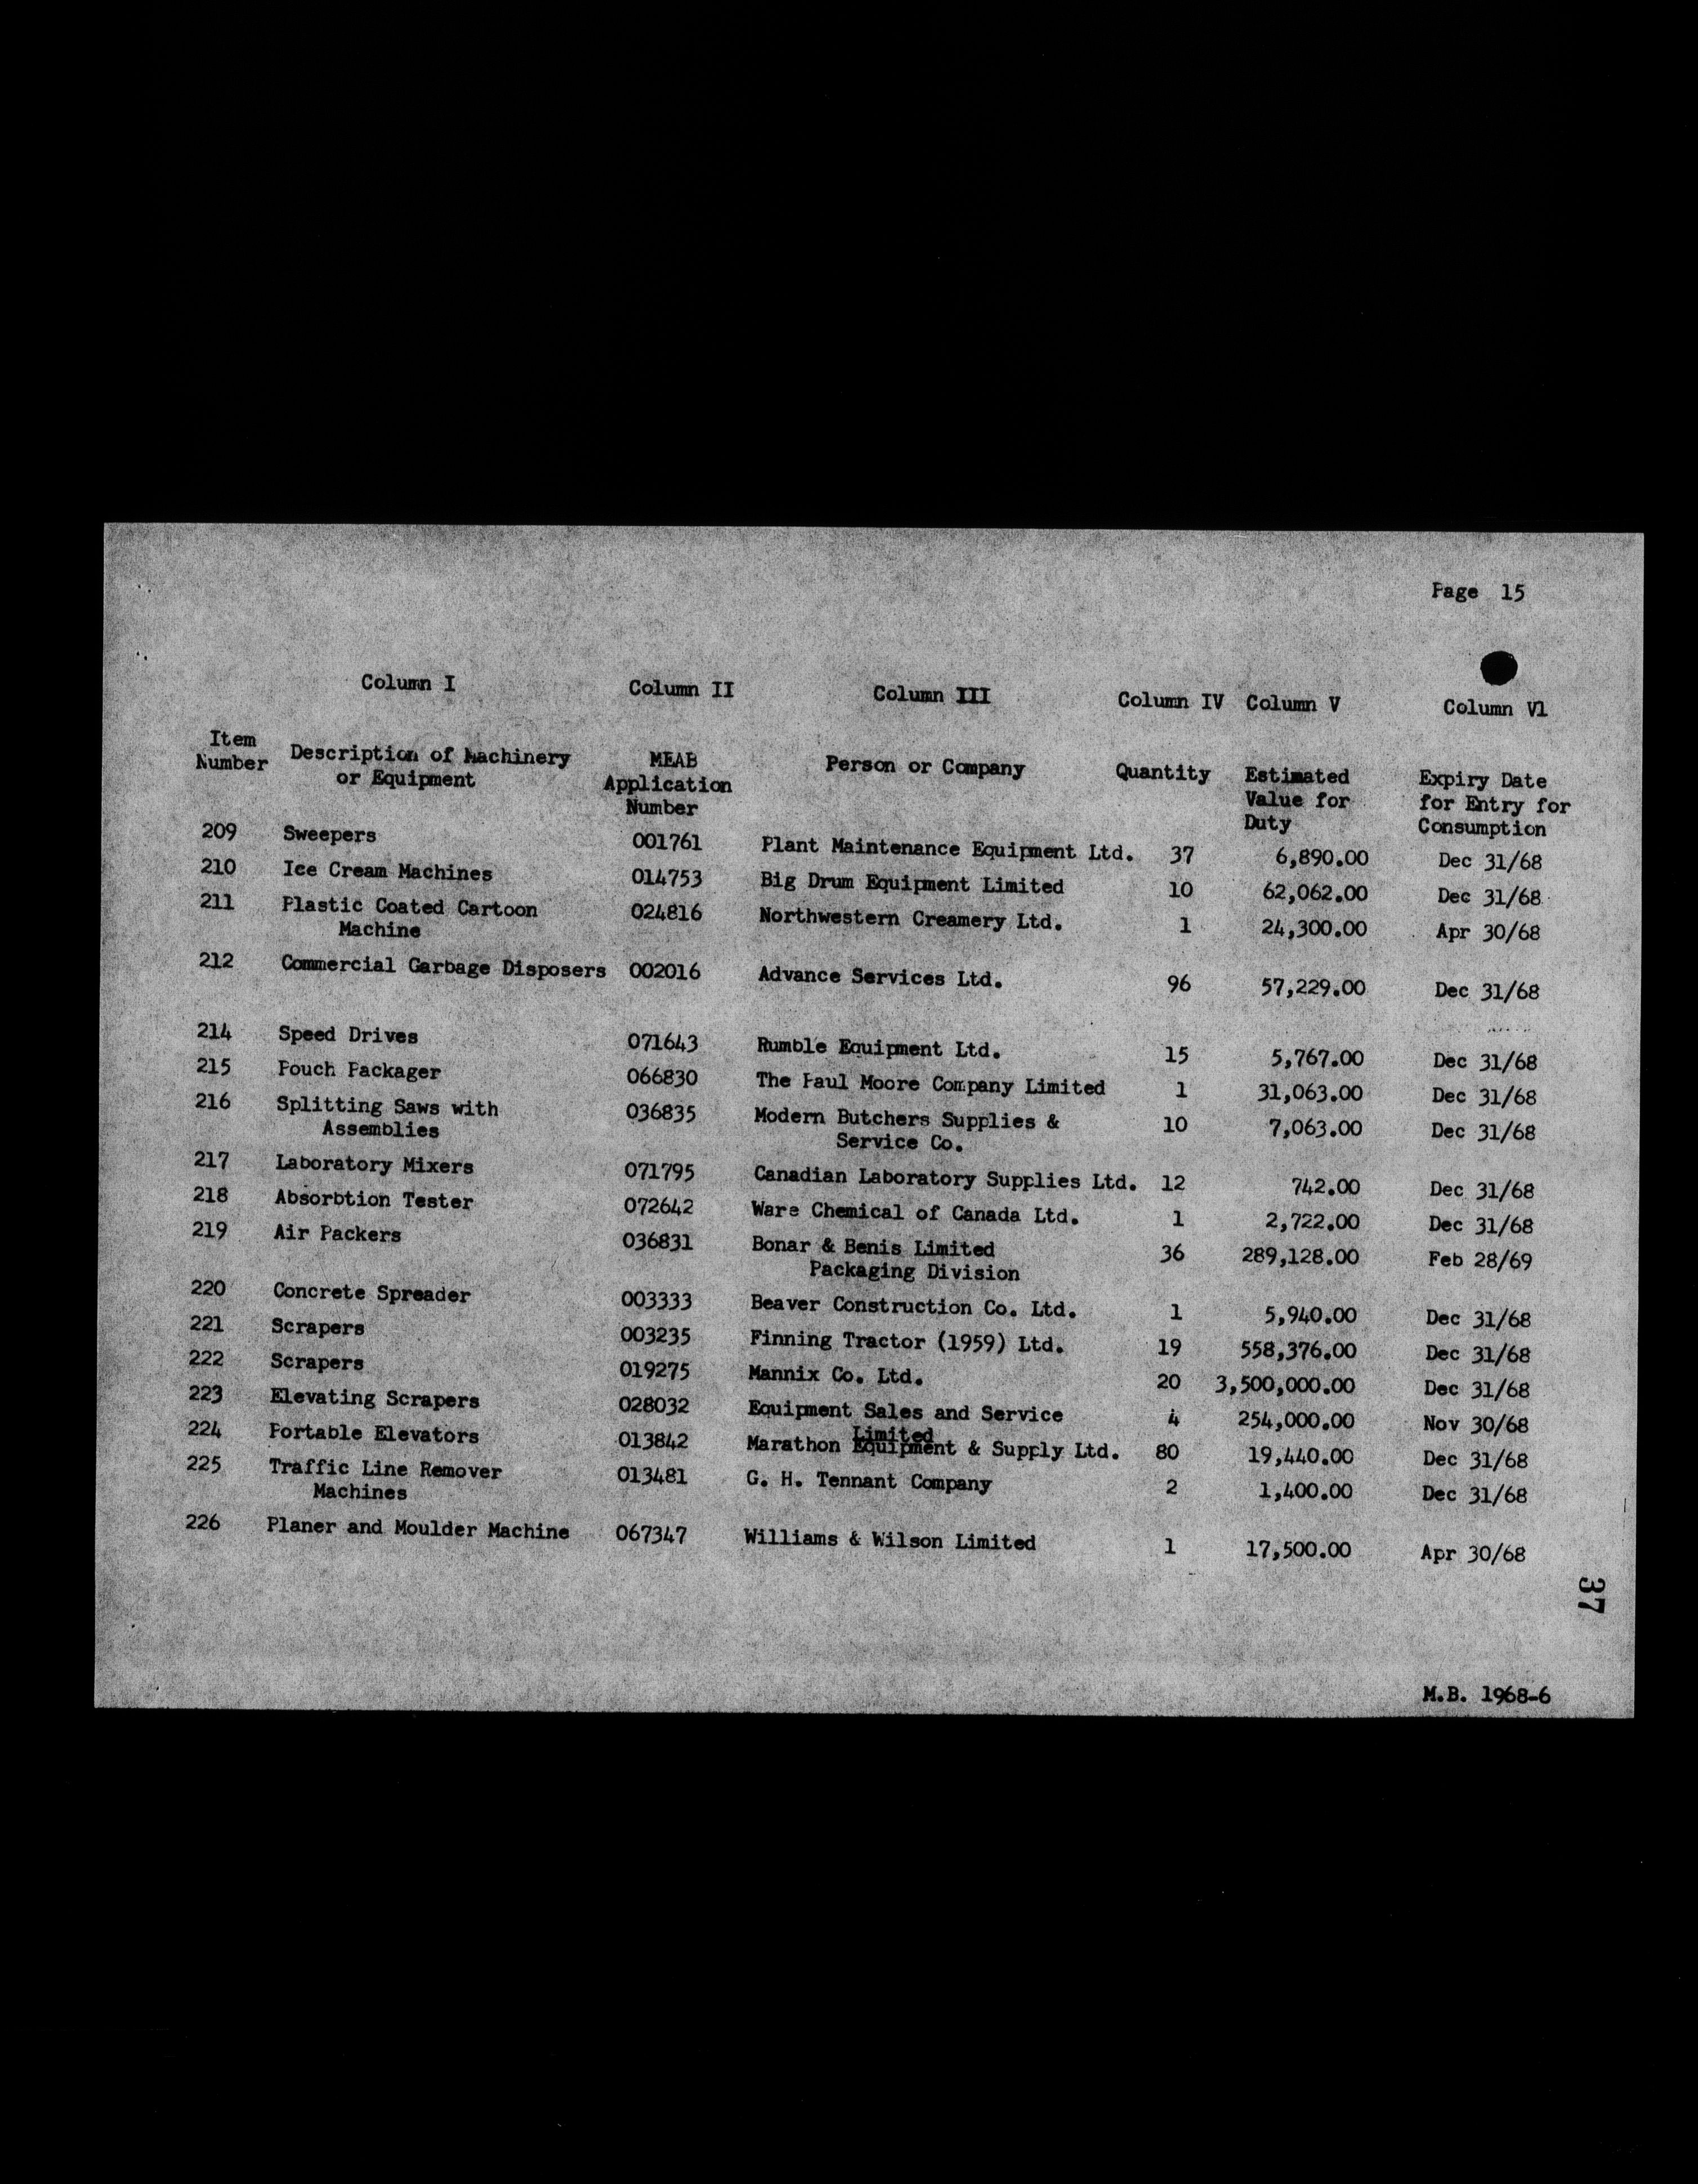 Page 15
Column I Column II Column III Column IV Column V Column Vl
Item Number Description of Machinery or Equipment MEAB Application Number Person or Company Quantity Estimated Value for Duty Expiry Date for Entry for Consumption
209 Sweepers 001761 Plant Maintenance Equipment Ltd. 37 6,890.00 Dec 31/68
210 Ice Cream Machines 014753 Big Drum Equipment Limited 10 62,062.00 Dec 31/68
211 Plastic Coated Cartoon 024816 Northwestern Creamery Ltd. 1 24,300.00 Apr 30/68
Machine
212 Commercial Garbage Disposers 002016 Advance Services Ltd. 96 57,229.00 Dec 31/68
214 Speed Drives 071643 Rumble Equipment Ltd. 15 5,767.00 Dec 31/68
215 Pouch Packager 066830 The Paul Moore Company Limited 1 31,063.00 Dec 31/68
216 Splitting Saws with 036835 Modern Butchers Supplies & 10 7,063.00 Dec 31/68
Assemblies Service Co.
217 Laboratory Mixers 071795 Canadian Laboratory Supplies Ltd. 12 742.00 Dec 31/68
218 Absorbtion Tester 072642 Ware Chemical of Canada Ltd. 1 2,722.00 Dec 31/68
219 Air Packers 036831 Bonar & Benis Limited 36 289,128.00 Feb 28/69
Packaging Division
220 Concrete Spreader 003333 Beaver Construction Co. Ltd. 1 5,940.00 Dec 31/68
221 Scrapers 003235 Finning Tractor (1959) Ltd. 19 558,376.00 Dec 31/68
222 Scrapers 019275 Mannix Co. Ltd. 20 3,500,000.00 Dec 31/68
223 Elevating Scrapers 028032 Equipment Sales and Service 4 254,000.00 Nov 30/68
Limited
224 Portable Elevators 013842 Marathon Equipment & Supply Ltd. 80 19,440.00 Dec 31/68
225 Traffic Line Remover 013481 G. H. Tennant Company 2 1,400.00 Dec 31/68
Machines
226 Planer and Moulder Machine 067347 Williams & Wilson Limited 1 17,500.00 Apr 30/68
37
M.B. 1968-6